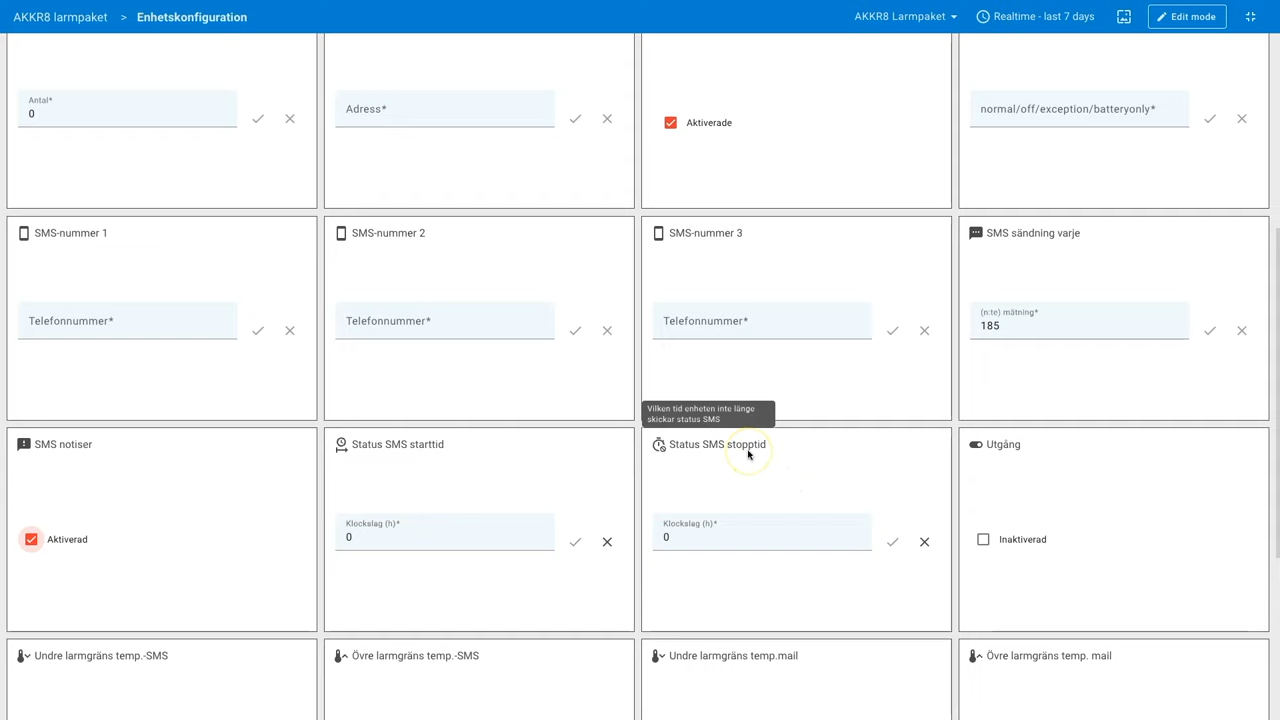 AKKR8 larmpaket > Enhetskonfiguration
AKKR8 Larmpaket
Realtime - last 7 days
Edit mode
Antal*
0
Adress*
Aktiverade
normal/off/exception/batteryonly*
SMS-nummer 1
SMS-nummer 2
SMS-nummer 3
SMS sändning varje
Telefonnummer*
Telefonnummer*
Telefonnummer*
(n:te) mätning*
185
Vilken tid enheten inte länge
skickar status SMS
SMS notiser
Status SMS starttid
Status SMS stopptid
Utgång
Aktiverad
Klockslag (h)*
0
Klockslag (h)*
0
Inaktiverad
Undre larmgräns temp.-SMS
Övre larmgräns temp.-SMS
Undre larmgräns temp.mail
Övre larmgräns temp. mail